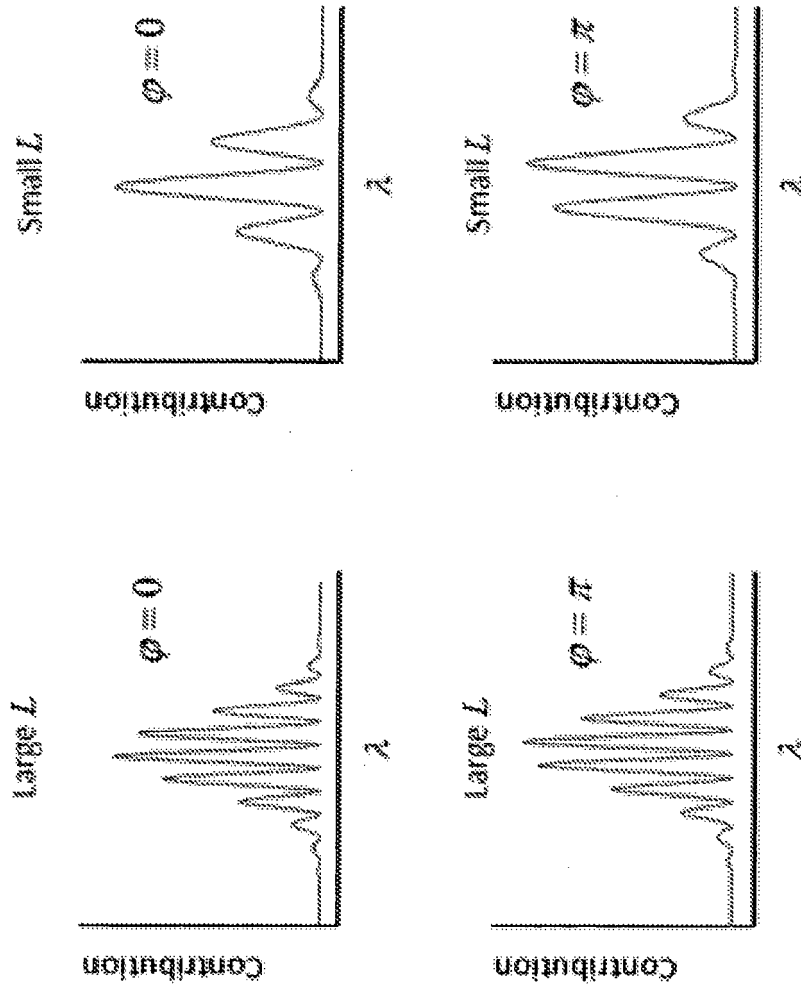 Large L
φ = 0
Contribution
λ
Small L
φ = 0
Contribution
λ
Large L
φ = π
Contribution
λ
Small L
φ = π
Contribution
λ